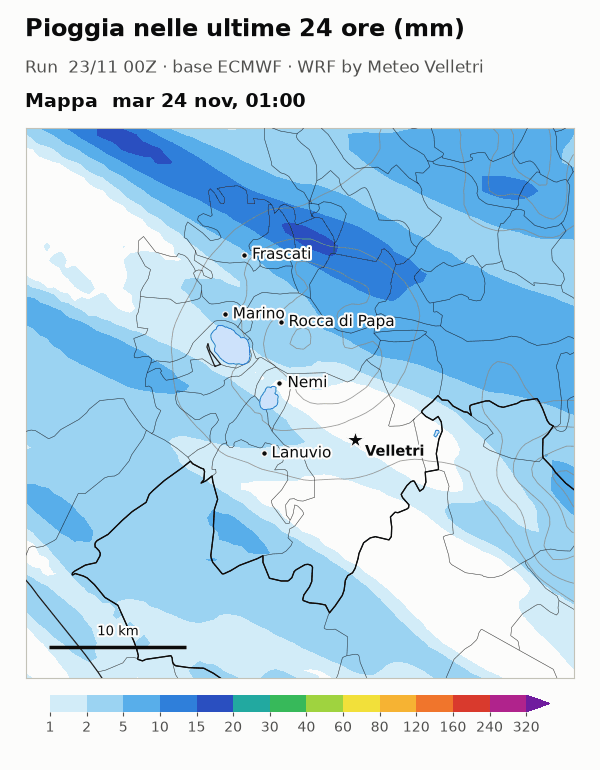 Pioggia nelle ultime 24 ore (mm)
Run  23/11 00Z · base ECMWF · WRF by Meteo Velletri
Mappa  mar 24 nov, 01:00
Frascati
Marino
Rocca di Papa
Nemi
Velletri
Lanuvio
10 km
1 2 5 10 15 20 30 40 60 80 120 160 240 320